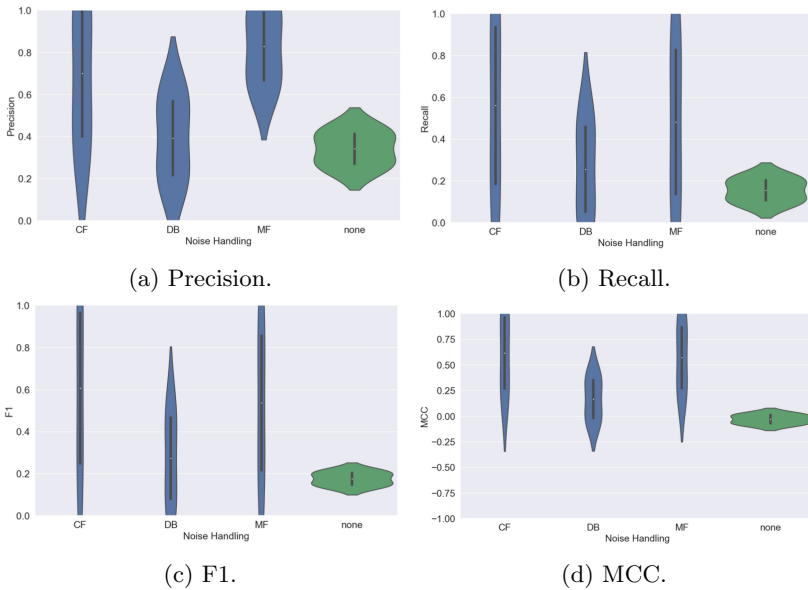 1.0
0.8
0.6
0.4
0.2
0.0
Precision
CF DB MF none
Noise Handling
(a) Precision.
1.0
0.8
0.6
0.4
0.2
0.0
Recall
CF DB MF none
Noise Handling
(b) Recall.
1.0
0.8
0.6
0.4
0.2
0.0
F1
CF DB MF none
Noise Handling
(c) F1.
1.00
0.75
0.50
0.25
0.00
−0.25
−0.50
−0.75
−1.00
MCC
CF DB MF none
Noise Handling
(d) MCC.